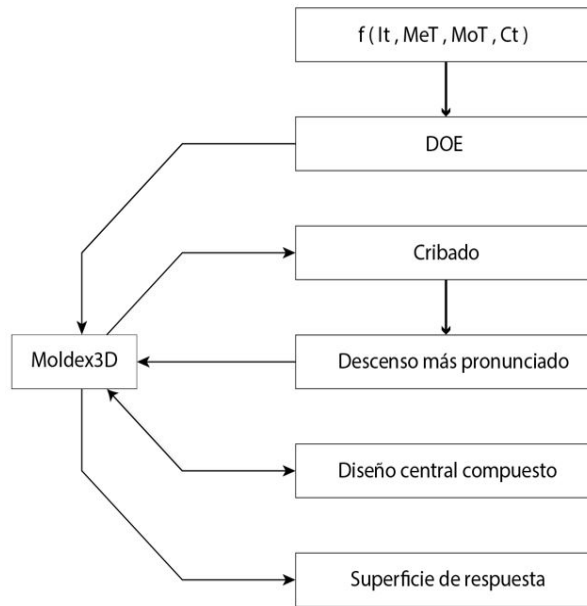 f ( It , MeT , MoT , Ct )
DOE
Cribado
Moldex3D
Descenso más pronunciado
Diseño central compuesto
Superficie de respuesta